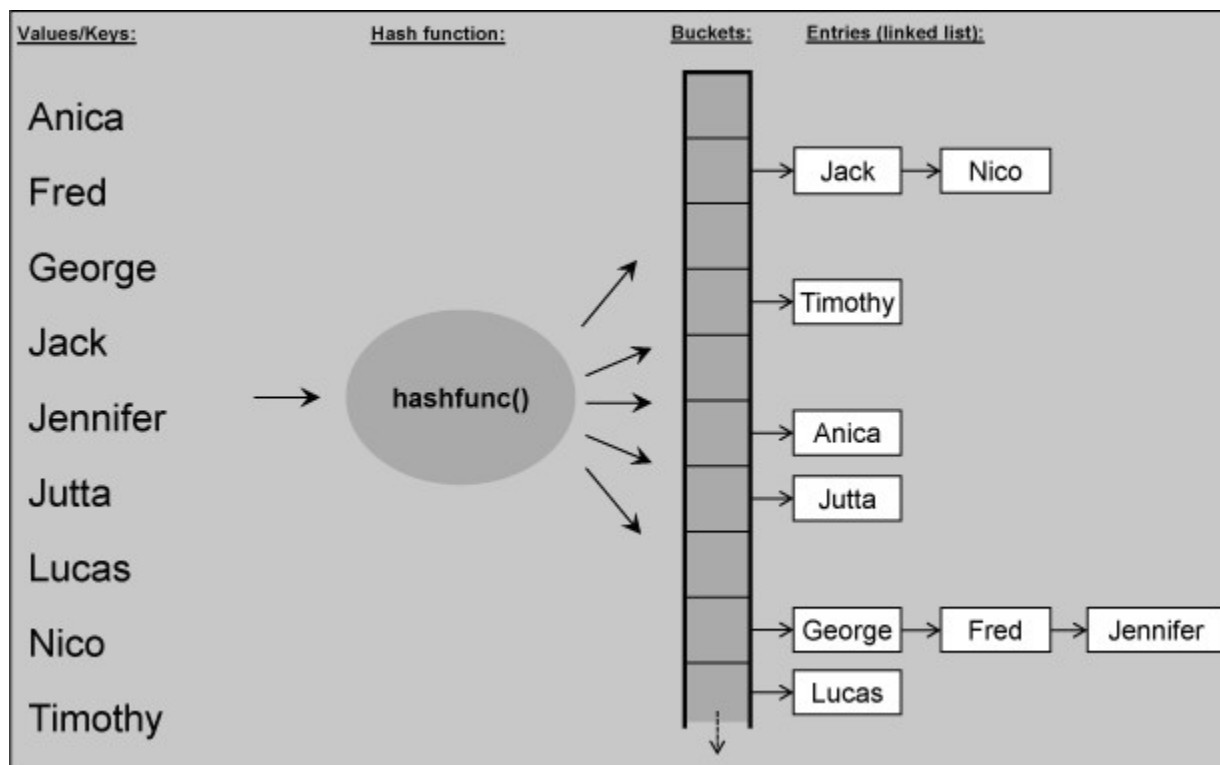 Values/Keys:
Hash function:
Buckets:
Entries (linked list):
Anica
Fred
George
Jack
Jennifer
Jutta
Lucas
Nico
Timothy
hashfunc()
Jack
Nico
Timothy
Anica
Jutta
George
Fred
Jennifer
Lucas